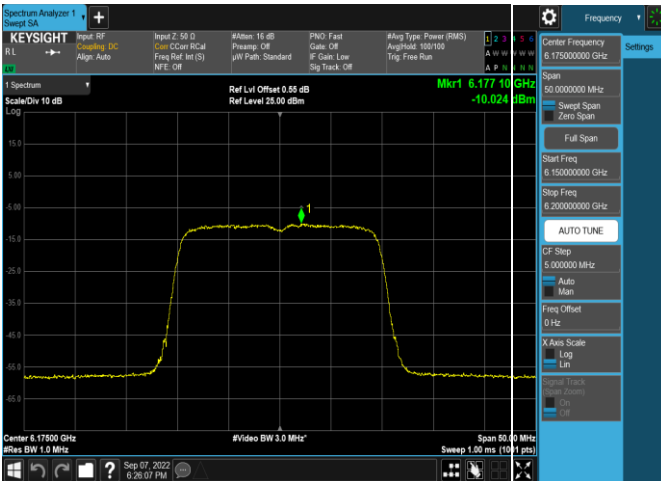 Spectrum Analyzer 1
Swept SA
+
Frequency
KEYSIGHT
RL
Input: RF
Coupling: DC
Align: Auto
Input Z: 50 Ω
Corr CCorr RCal
Freq Ref: Int (S)
NFE: Off
#Atten: 16 dB
Preamp: Off
µW Path: Standard
PNO: Fast
Gate: Off
IF Gain: Low
Sig Track: Off
#Avg Type: Power (RMS)
Avg|Hold: 100/100
Trig: Free Run
1 2 3 4 5 6
A W W W W W
A P N N N N
1 Spectrum
Scale/Div 10 dB
Log
Ref Lvl Offset 0.55 dB
Ref Level 25.00 dBm
Mkr1 6.177 10 GHz
-10.024 dBm
15.0
5.00
-5.00
1
-15.0
-25.0
-35.0
-45.0
-55.0
-65.0
Center 6.17500 GHz
#Res BW 1.0 MHz
#Video BW 3.0 MHz*
Span 50.00 MHz
Sweep 1.00 ms (1001 pts)
Sep 07, 2022
6:26:07 PM
?
Center Frequency
6.175000000 GHz
Settings
Span
50.0000000 MHz
Swept Span
Zero Span
Full Span
Start Freq
6.150000000 GHz
Stop Freq
6.200000000 GHz
AUTO TUNE
CF Step
5.000000 MHz
Auto
Man
Freq Offset
0 Hz
X Axis Scale
Log
Lin
Signal Track
(Span Zoom)
On
Off